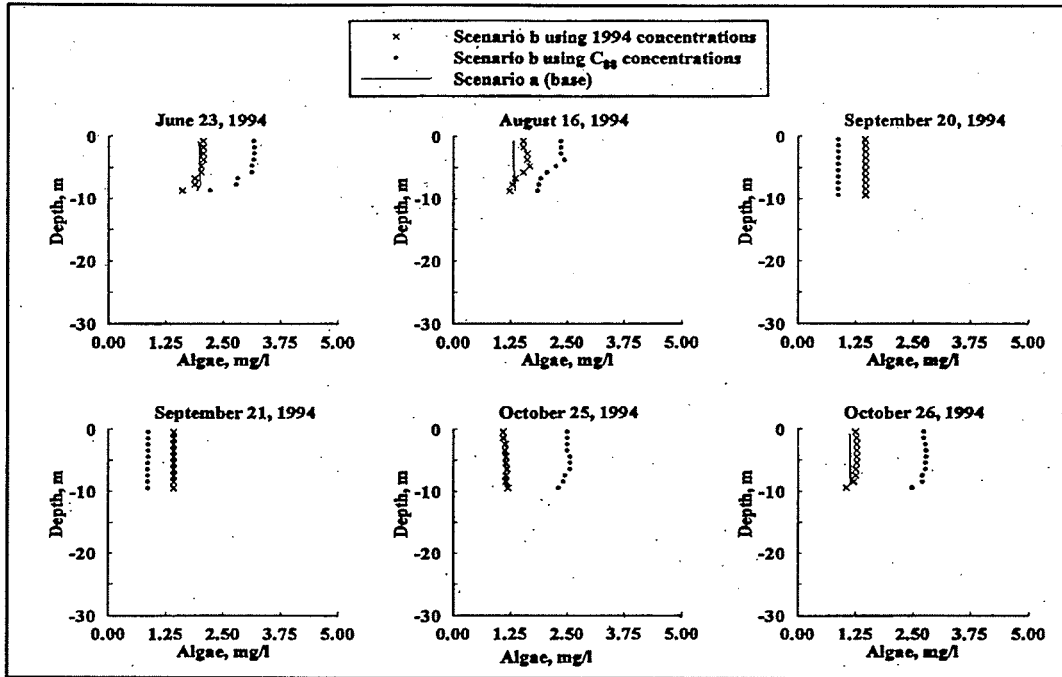 Scenario b using 1994 concentrations
Scenario b using C88 concentrations
Scenario a (base)
June 23, 1994
August 16, 1994
September 20, 1994
0
-10
-20
-30
Depth, m
0.00 1.25 2.50 3.75 5.00
Algae, mg/l
0
-10
-20
-30
Depth, m
0.00 1.25 2.50 3.75 5.00
Algae, mg/l
0
-10
-20
-30
Depth, m
0.00 1.25 2.50 3.75 5.00
Algae, mg/l
September 21, 1994
October 25, 1994
October 26, 1994
0
-10
-20
-30
Depth, m
0.00 1.25 2.50 3.75 5.00
Algae, mg/l
0
-10
-20
-30
Depth, m
0.00 1.25 2.50 3.75 5.00
Algae, mg/l
0
-10
-20
-30
Depth, m
0.00 1.25 2.50 3.75 5.00
Algae, mg/l